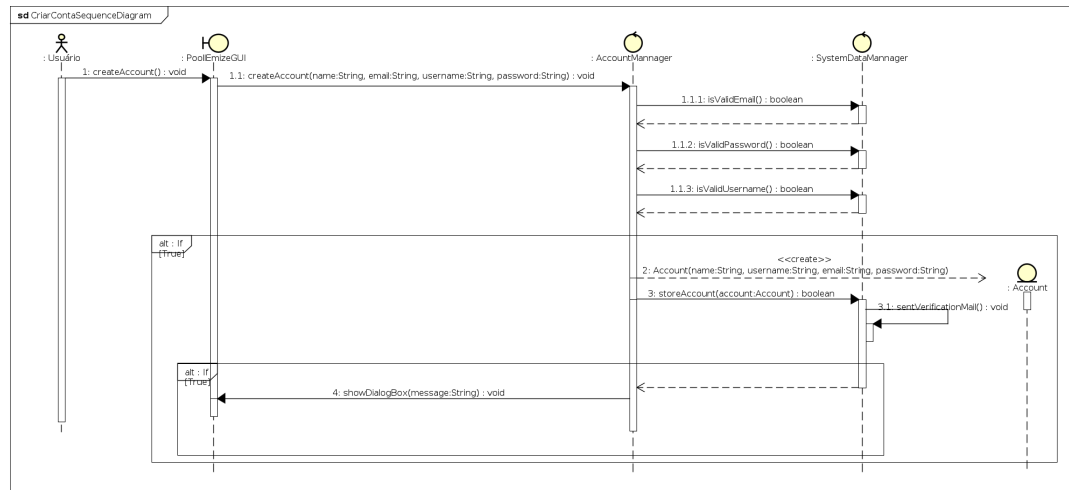 sd CriarContaSequenceDiagram
: Usuário
: PoollEmizeGUI
: AccountMannager
: SystemDataMannager
1: createAccount() : void
1.1: createAccount(name:String, email:String, username:String, password:String) : void
1.1.1: isValidEmail() : boolean
1.1.2: isValidPassword() : boolean
1.1.3: isValidUsername() : boolean
alt : If
[True]
<<create>>
2: Account(name:String, username:String, email:String, password:String)
: Account
3: storeAccount(account:Account) : boolean
3.1: sentVerificationMail() : void
alt : If
[True]
4: showDialogBox(message:String) : void